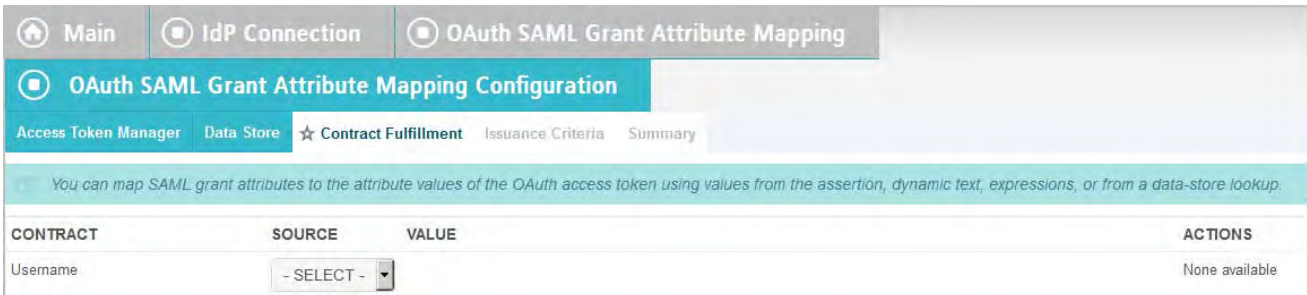 Main IdP Connection OAuth SAML Grant Attribute Mapping
OAuth SAML Grant Attribute Mapping Configuration
Access Token Manager Data Store Contract Fulfillment Issuance Criteria Summary
You can map SAML grant attributes to the attribute values of the OAuth access token using values from the assertion, dynamic text, expressions, or from a data-store lookup.
CONTRACT SOURCE VALUE ACTIONS
Username - SELECT - None available